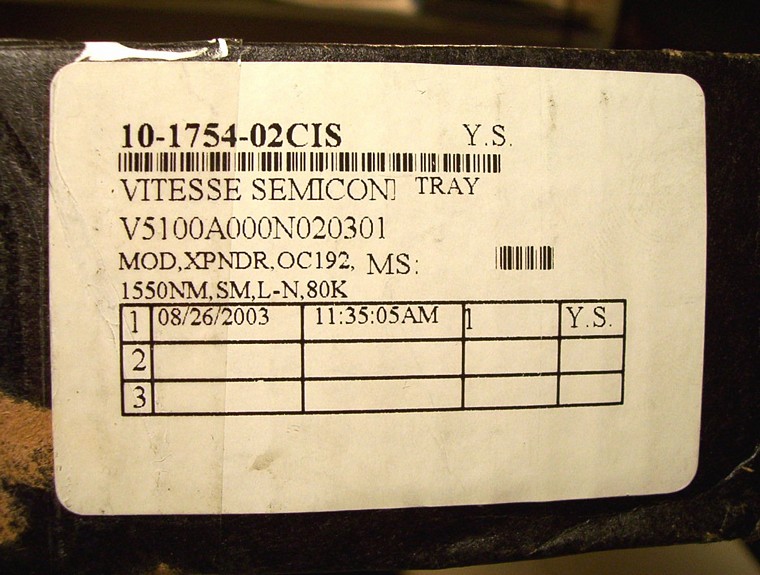 10-1754-02CIS Y.S.
VITESSE SEMICON TRAY
V5100A000N020301
MOD,XPNDR,OC192, MS:
1550NM,SM,L-N,80K
1 08/26/2003 11:35:05AM 1 Y.S.
2
3